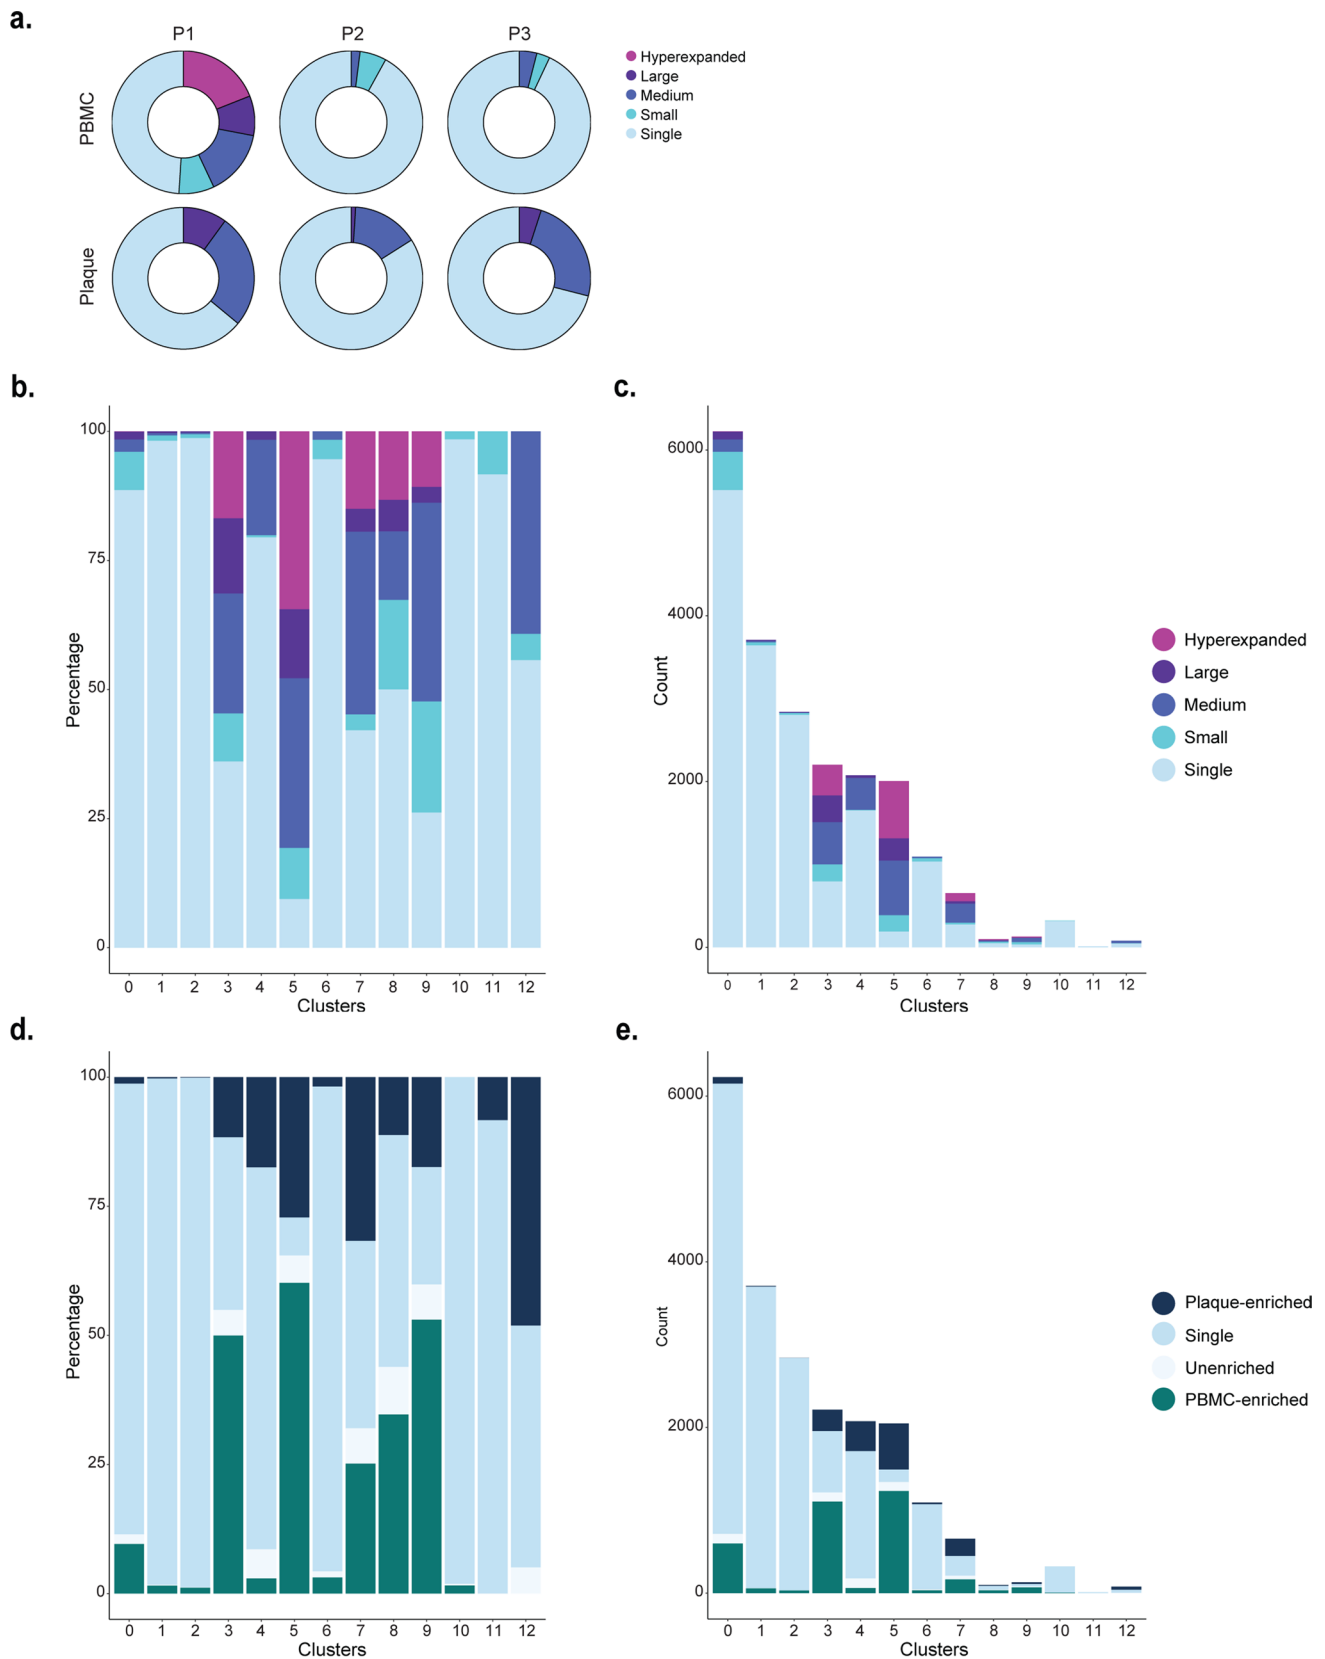 a.
P1 P2 P3
PBMC
Plaque
Hyperexpanded
Large
Medium
Small
Single
b.
100
75
50
25
0
Percentage
0 1 2 3 4 5 6 7 8 9 10 11 12
Clusters
c.
6000
4000
2000
0
Count
0 1 2 3 4 5 6 7 8 9 10 11 12
Clusters
Hyperexpanded
Large
Medium
Small
Single
d.
100
75
50
25
0
Percentage
0 1 2 3 4 5 6 7 8 9 10 11 12
Clusters
e.
6000
4000
2000
0
Count
0 1 2 3 4 5 6 7 8 9 10 11 12
Clusters
Plaque-enriched
Single
Unenriched
PBMC-enriched